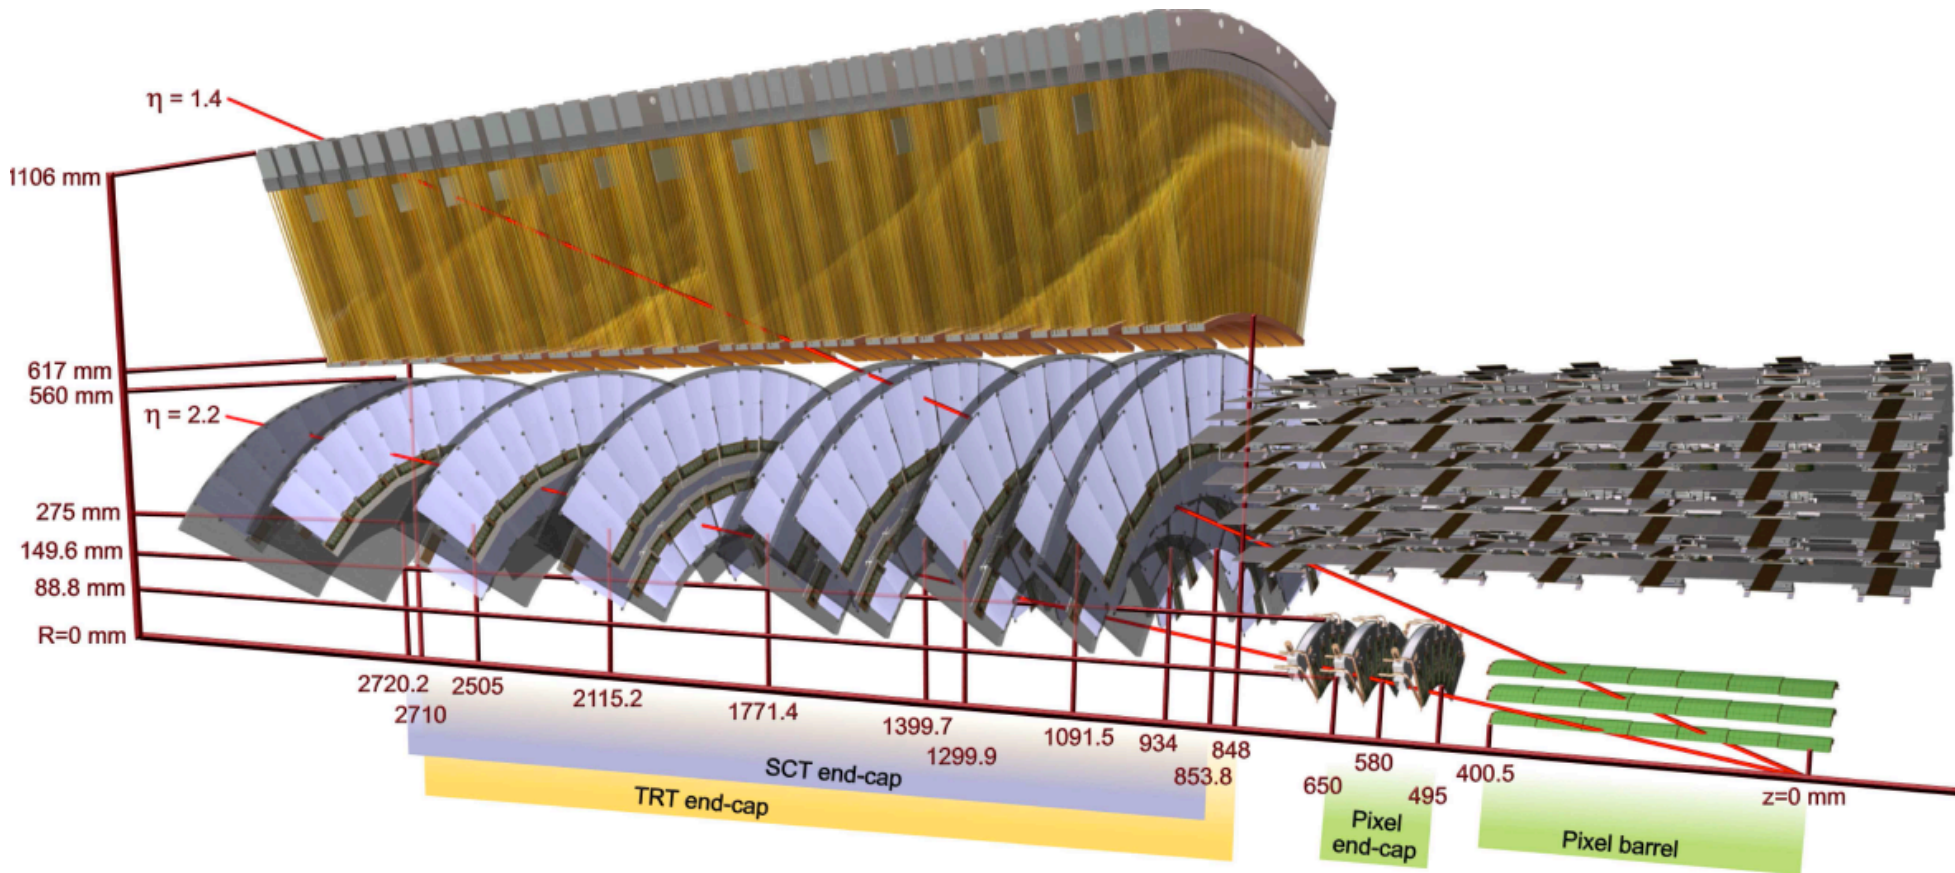 η = 1.4
1106 mm
617 mm
560 mm
η = 2.2
275 mm
149.6 mm
88.8 mm
R=0 mm
2720.2
2710
2505
2115.2
1771.4
1399.7
1299.9
1091.5
934
853.8
848
650
580
495
400.5
z=0 mm
SCT end-cap
TRT end-cap
Pixel
end-cap
Pixel barrel